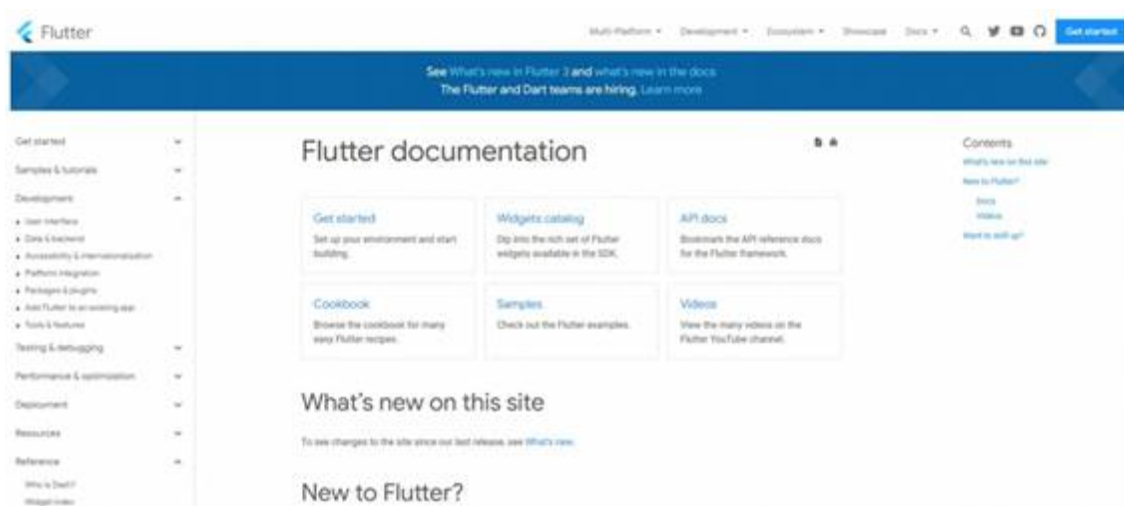 Flutter
Multi-Platform Development Ecosystem Showcase Docs Get started
See What's new in Flutter 3 and what's new in the docs
The Flutter and Dart teams are hiring. Learn more
Get started
Samples & tutorials
Development
User interface
Data & backend
Accessibility & internationalization
Platform integration
Packages & plugins
Add Flutter to an existing app
Tools & features
Testing & debugging
Performance & optimization
Deployment
Resources
Reference
Who is Dash?
Widget index
Flutter documentation
Get started
Set up your environment and start
building.
Widgets catalog
Dip into the rich set of Flutter
widgets available in the SDK.
API docs
Bookmark the API reference docs
for the Flutter framework.
Cookbook
Browse the cookbook for many
easy Flutter recipes.
Samples
Check out the Flutter examples.
Videos
View the many videos on the
Flutter YouTube channel.
What's new on this site
To see changes to the site since our last release, see What's new.
New to Flutter?
Contents
What's new on this site
New to Flutter?
Docs
Videos
Want to skill up?